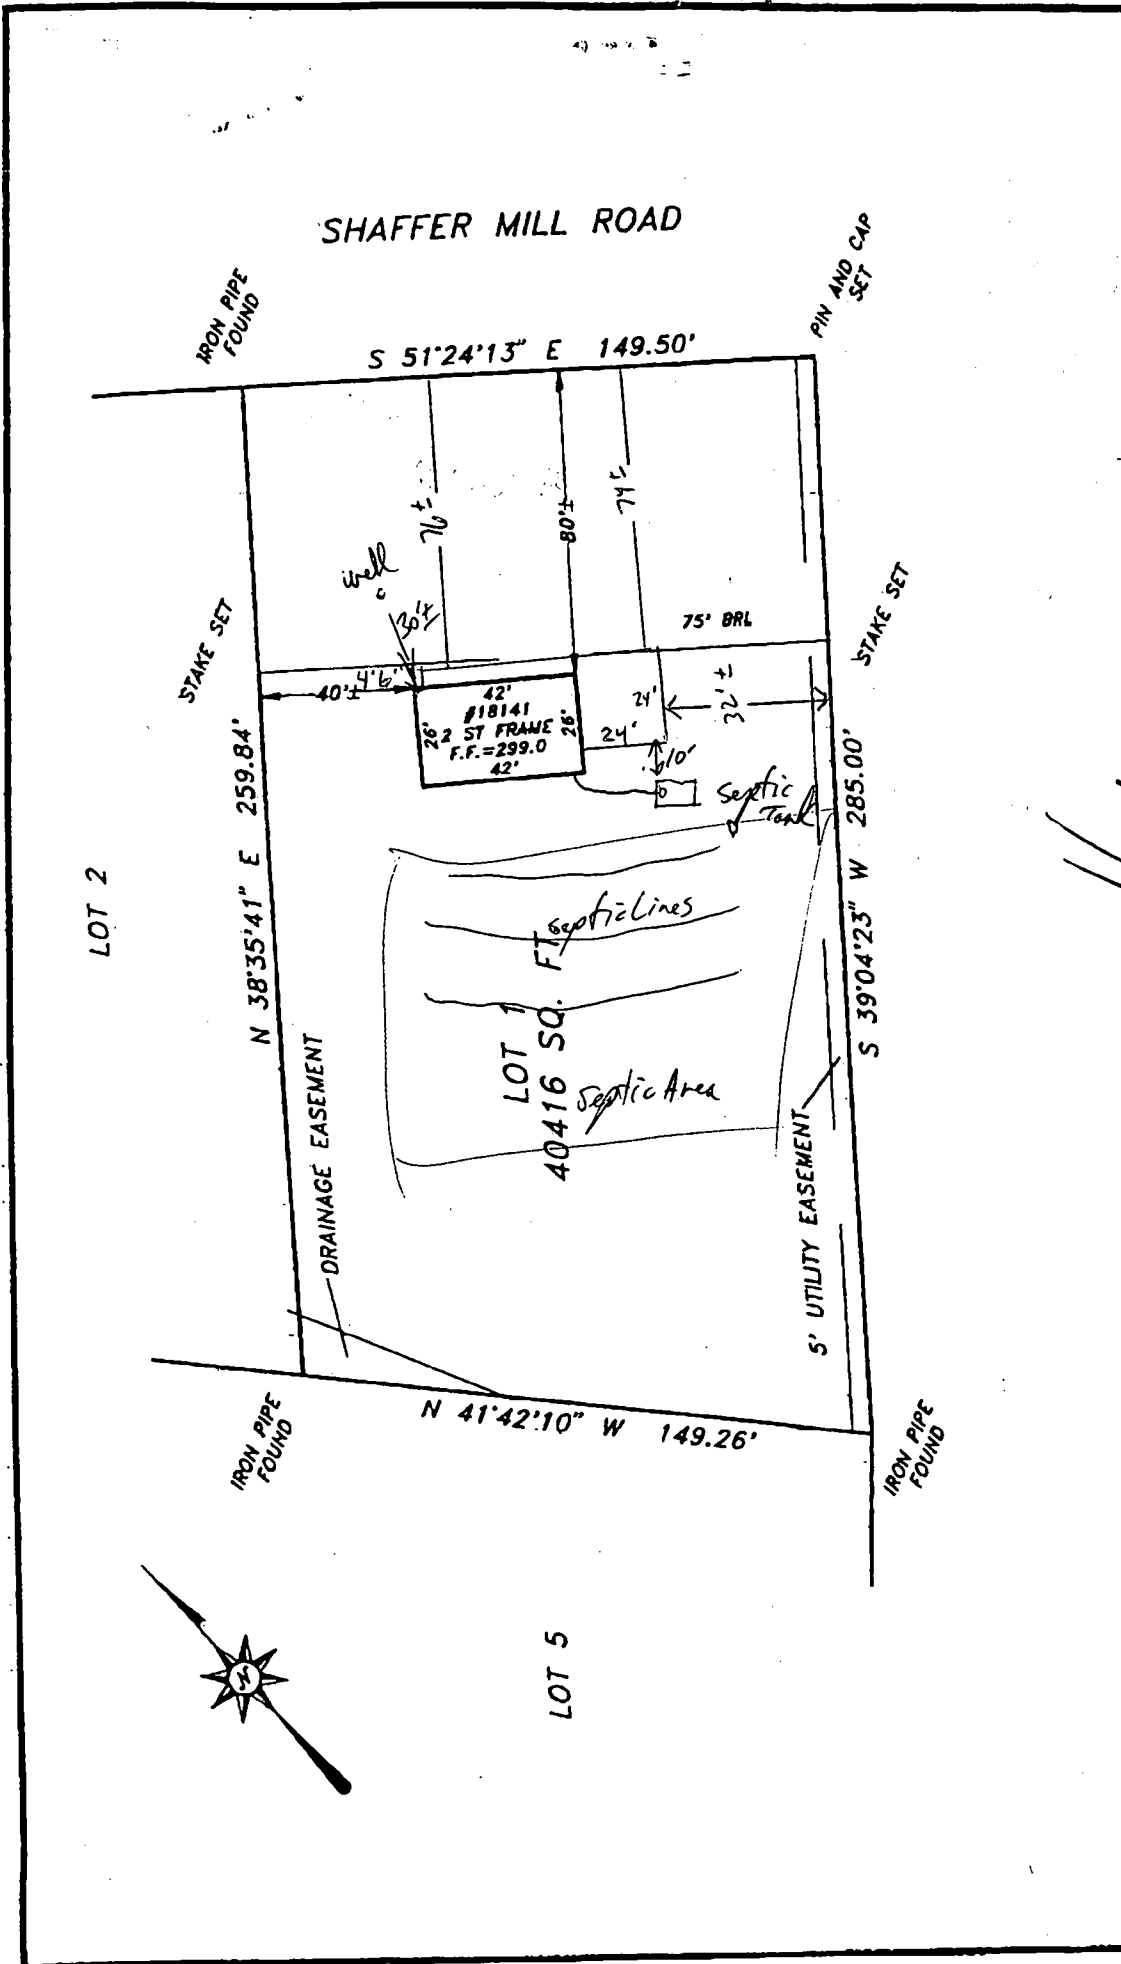 SHAFFER MILL ROAD
IRON PIPE
FOUND
PIN AND CAP
SET
S 51°24'13" E 149.50'
76'±
80'±
74'±
well
30'±
75' BRL
STAKE SET
STAKE SET
4'6"
40'±
42'
#18141
2 ST FRAME
F.F.=299.0
42'
26'
26'
24'
24'
32'±
10'
Septic
Tank
N 38°35'41" E 259.84'
S 39°04'23" W 285.00'
LOT 2
Septic Lines
LOT 1
40416 SQ. FT
Septic Area
DRAINAGE EASEMENT
5' UTILITY EASEMENT
N 41°42'10" W 149.26'
IRON PIPE
FOUND
IRON PIPE
FOUND
N
LOT 5